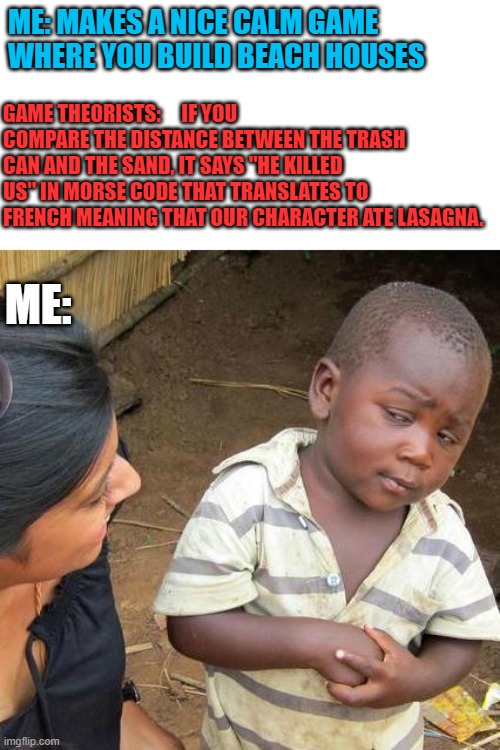 ME: MAKES A NICE CALM GAME
WHERE YOU BUILD BEACH HOUSES
GAME THEORISTS: IF YOU
COMPARE THE DISTANCE BETWEEN THE TRASH
CAN AND THE SAND, IT SAYS "HE KILLED
US" IN MORSE CODE THAT TRANSLATES TO
FRENCH MEANING THAT OUR CHARACTER ATE LASAGNA.
ME:
imgflip.com